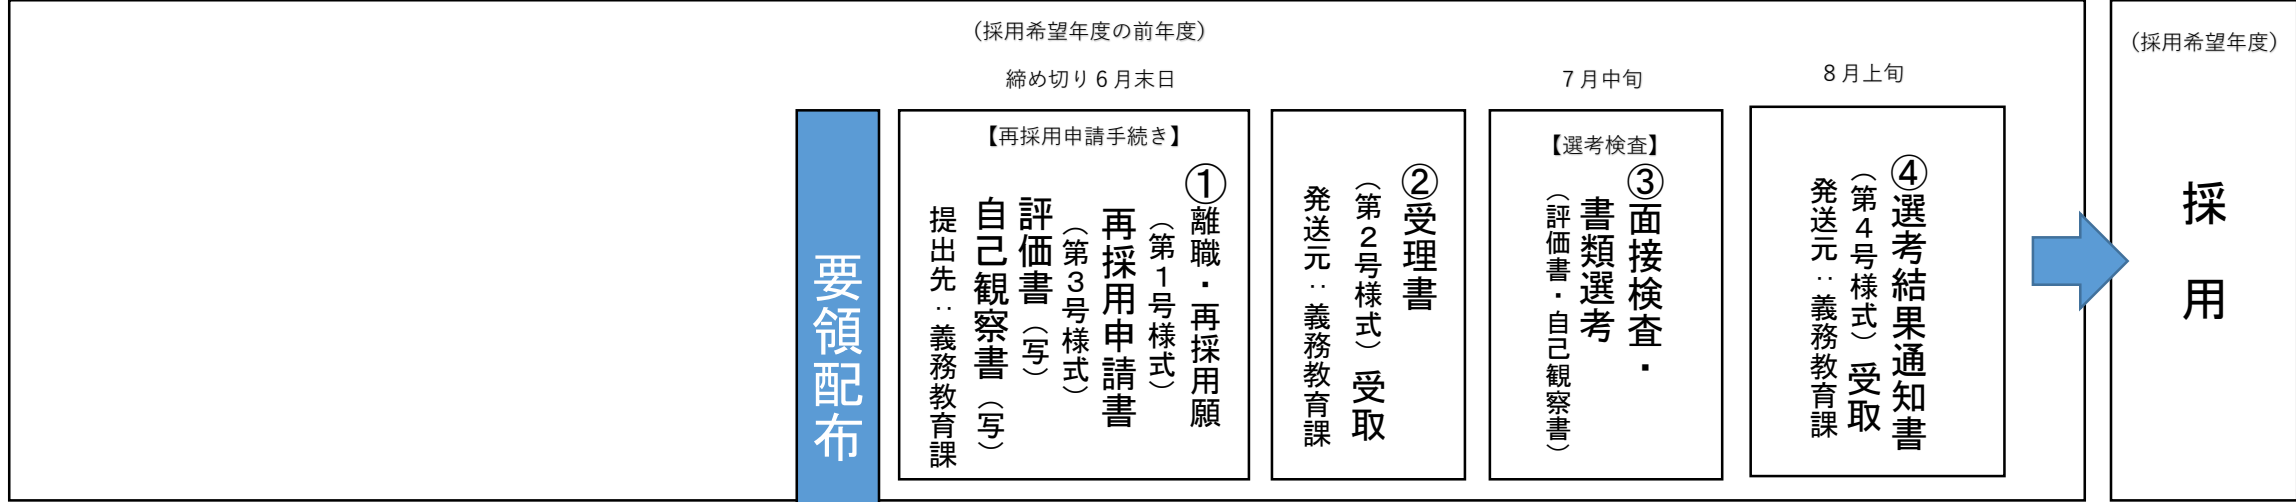 （採用希望年度の前年度）
締め切り６月末日
７月中旬
８月上旬
（採用希望年度）
要領配布
【再採用申請手続き】
①離職・再採用願
（第１号様式）
再採用申請書
（第３号様式）
評価書（写）
自己観察書（写）
提出先：義務教育課
②受理書
（第２号様式）受取
発送元：義務教育課
【選考検査】
③面接検査・
書類選考
（評価書・自己観察書）
④選考結果通知書
（第４号様式）受取
発送元：義務教育課
採用